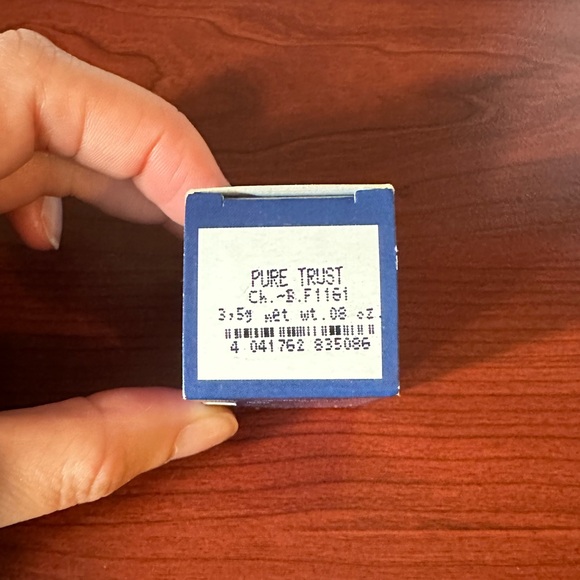 PURE TRUST
Ch.-B.F1161
3,5g net wt.08 oz.
4 041762 835086